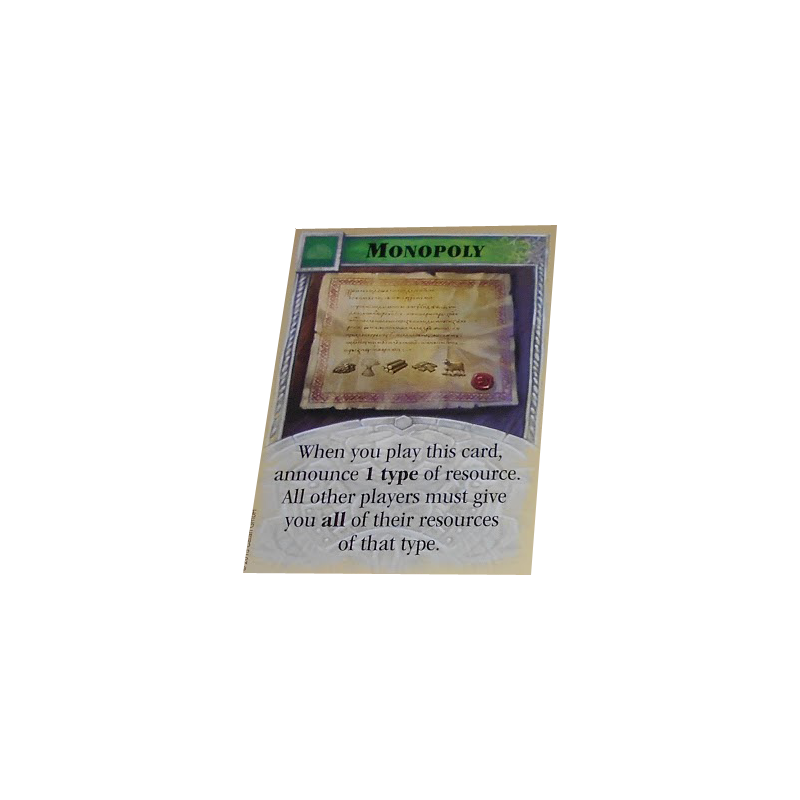 MONOPOLY
When you play this card,
announce 1 type of resource.
All other players must give
you all of their resources
of that type.